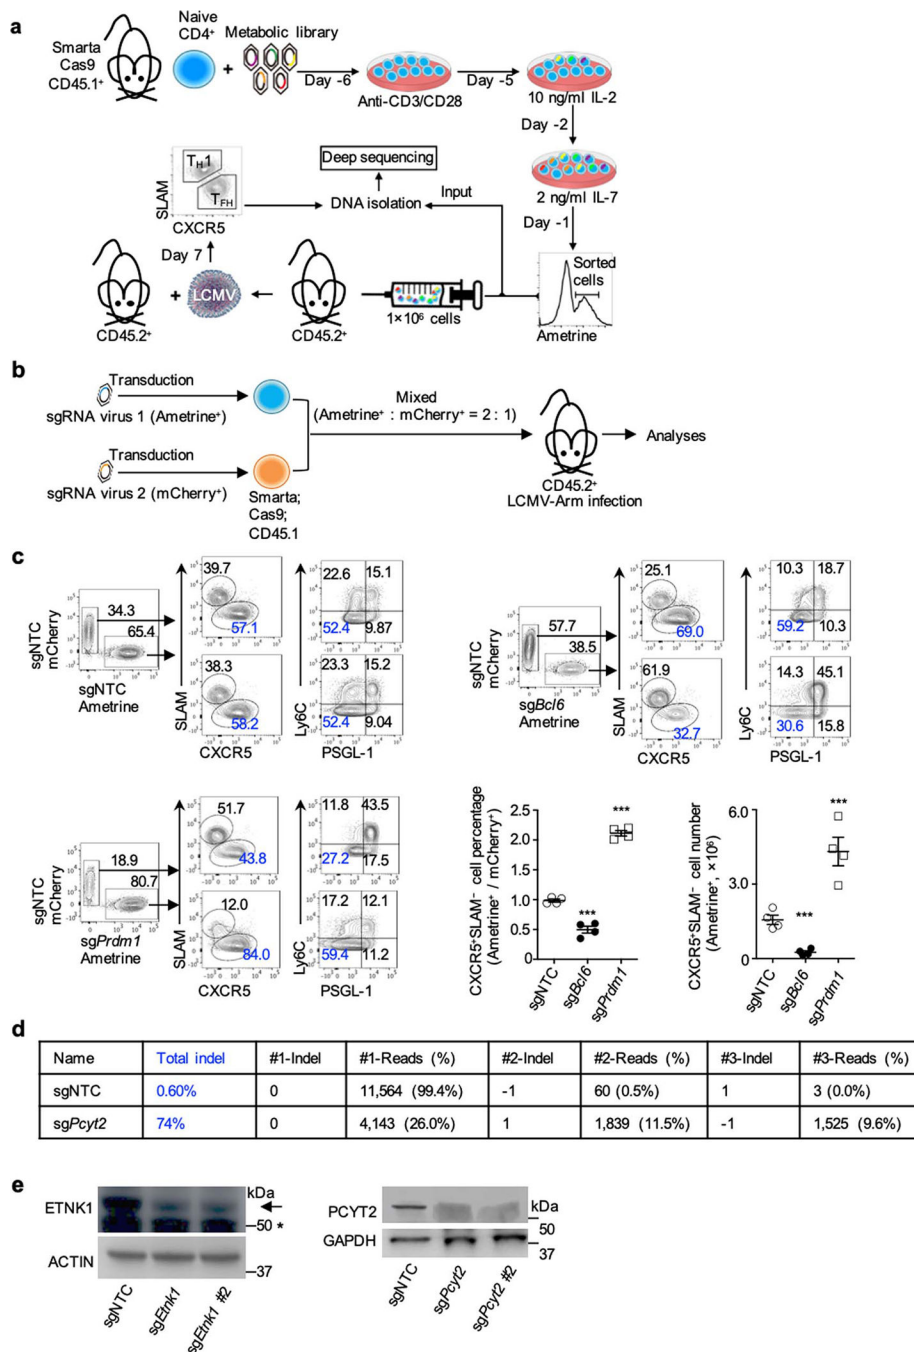 a
Smarta
Cas9
CD45.1⁺
Naive
CD4⁺
Metabolic library
Day -6
Anti-CD3/CD28
Day -5
10 ng/ml IL-2
Day -2
2 ng/ml IL-7
Day -1
Sorted
cells
Ametrine
1×10⁶ cells
Input
DNA isolation
Deep sequencing
SLAM
T_H1
T_FH
CXCR5
Day 7
LCMV
CD45.2⁺
CD45.2⁺
b
Transduction
sgRNA virus 1 (Ametrine⁺)
Transduction
sgRNA virus 2 (mCherry⁺)
Smarta;
Cas9;
CD45.1
Mixed
(Ametrine⁺ : mCherry⁺ = 2 : 1)
CD45.2⁺
LCMV-Arm infection
Analyses
c
sgNTC
mCherry
34.3
65.4
sgNTC
Ametrine
39.7
57.1
38.3
58.2
SLAM
CXCR5
22.6 15.1
52.4 9.87
23.3 15.2
52.4 9.04
Ly6C
PSGL-1
sgNTC
mCherry
57.7
38.5
sgBcl6
Ametrine
25.1
69.0
61.9
32.7
SLAM
CXCR5
10.3 18.7
59.2 10.3
14.3 45.1
30.6 15.8
Ly6C
PSGL-1
sgNTC
mCherry
18.9
80.7
sgPrdm1
Ametrine
51.7
43.8
12.0
84.0
SLAM
CXCR5
11.8 43.5
27.2 17.5
17.2 12.1
59.4 11.2
Ly6C
PSGL-1
CXCR5⁺SLAM⁻ cell percentage
(Ametrine⁺ / mCherry⁺)
2.5
2.0
1.0
0.5
0
***
***
sgNTC
sgBcl6
sgPrdm1
CXCR5⁺SLAM⁻ cell number
(Ametrine⁺, ×10⁶)
6.0
3.0
0
***
***
sgNTC
sgBcl6
sgPrdm1
d
Name Total indel #1-Indel #1-Reads (%) #2-Indel #2-Reads (%) #3-Indel #3-Reads (%)
sgNTC 0.60% 0 11,564 (99.4%) -1 60 (0.5%) 1 3 (0.0%)
sgPcyt2 74% 0 4,143 (26.0%) 1 1,839 (11.5%) -1 1,525 (9.6%)
e
ETNK1
kDa
50 *
ACTIN
37
sgNTC
sgEtnk1
sgEtnk1 #2
PCYT2
kDa
50
GAPDH
37
sgNTC
sgPcyt2
sgPcyt2 #2